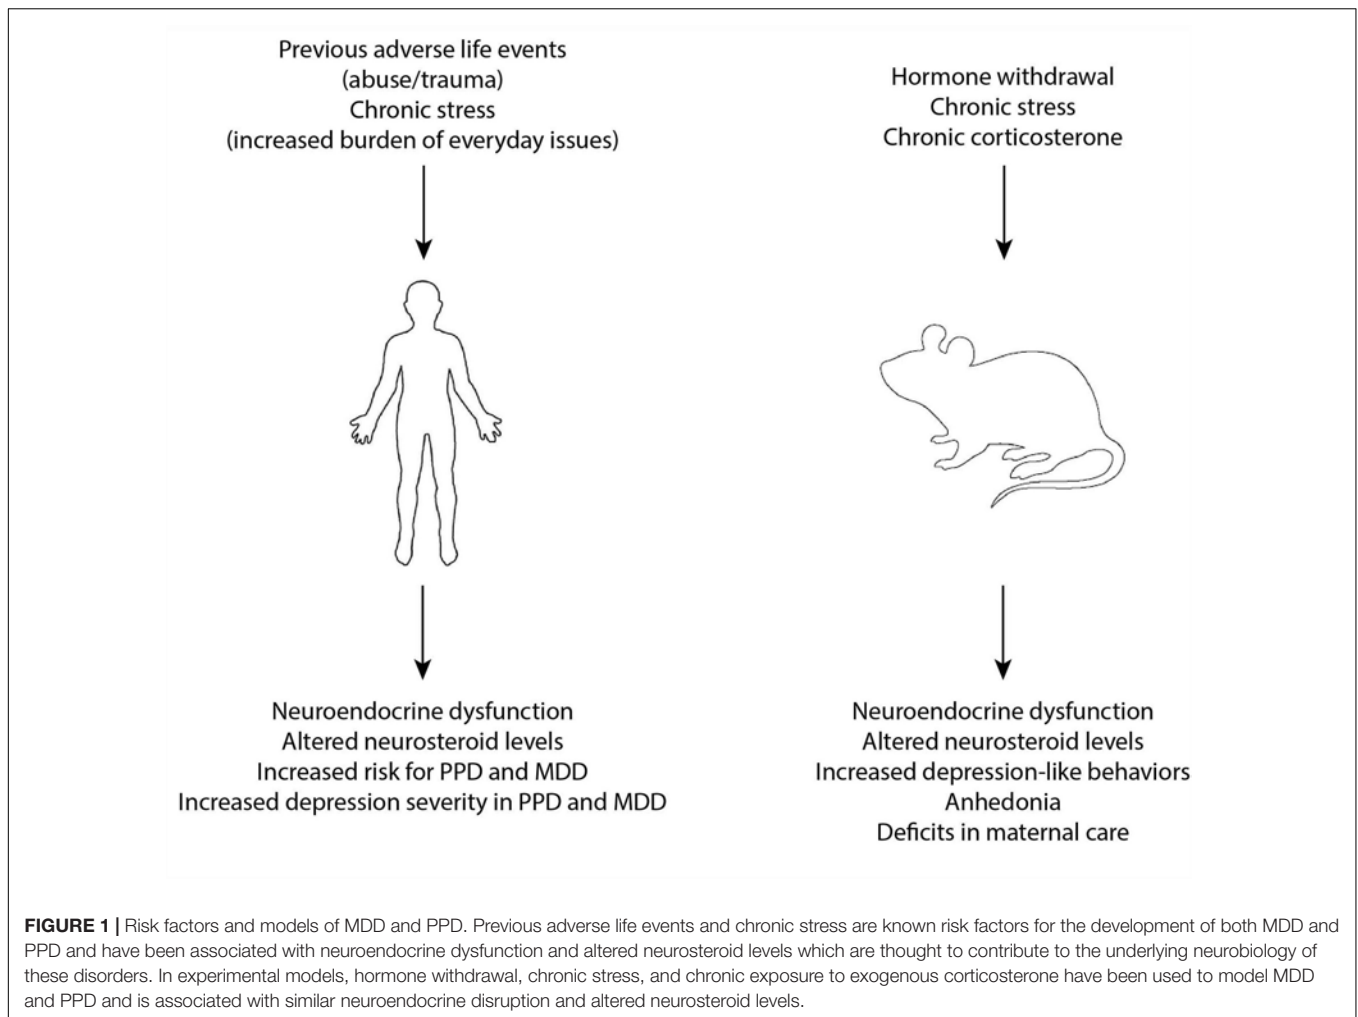 Previous adverse life events
(abuse/trauma)
Chronic stress
(increased burden of everyday issues)
Hormone withdrawal
Chronic stress
Chronic corticosterone
Neuroendocrine dysfunction
Altered neurosteroid levels
Increased risk for PPD and MDD
Increased depression severity in PPD and MDD
Neuroendocrine dysfunction
Altered neurosteroid levels
Increased depression-like behaviors
Anhedonia
Deficits in maternal care
FIGURE 1 | Risk factors and models of MDD and PPD. Previous adverse life events and chronic stress are known risk factors for the development of both MDD and
PPD and have been associated with neuroendocrine dysfunction and altered neurosteroid levels which are thought to contribute to the underlying neurobiology of
these disorders. In experimental models, hormone withdrawal, chronic stress, and chronic exposure to exogenous corticosterone have been used to model MDD
and PPD and is associated with similar neuroendocrine disruption and altered neurosteroid levels.